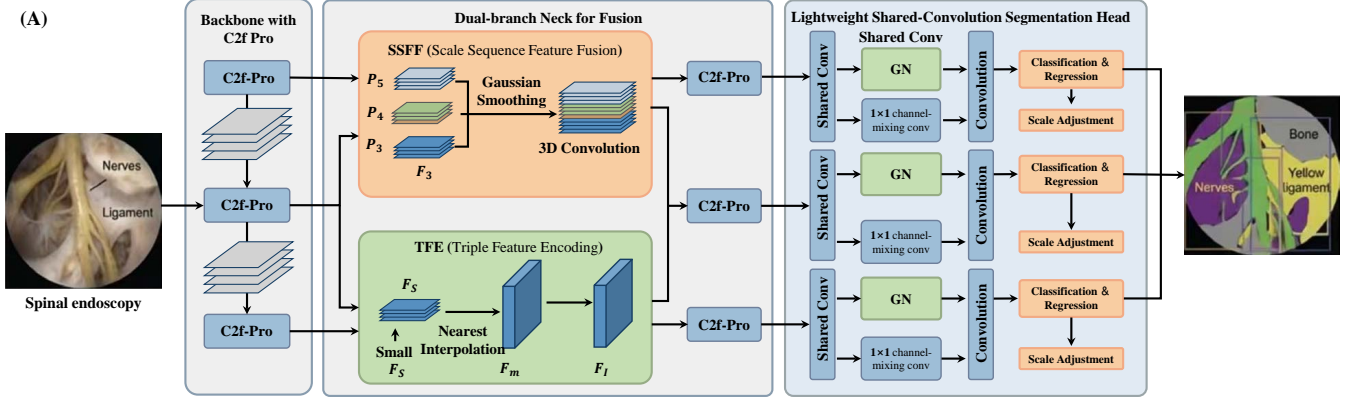 (A)
Backbone with
C2f Pro
C2f-Pro
C2f-Pro
C2f-Pro
Nerves
Ligament
Spinal endoscopy
Dual-branch Neck for Fusion
SSFF (Scale Sequence Feature Fusion)
P5
P4
P3
F3
Gaussian
Smoothing
3D Convolution
TFE (Triple Feature Encoding)
FS
Small
FS
Nearest
Interpolation
Fm
Fl
C2f-Pro
C2f-Pro
C2f-Pro
Lightweight Shared-Convolution Segmentation Head
Shared Conv
Shared Conv
GN
1×1 channel-
mixing conv
Convolution
Classification &
Regression
Scale Adjustment
Shared Conv
GN
1×1 channel-
mixing conv
Convolution
Classification &
Regression
Scale Adjustment
Shared Conv
GN
1×1 channel-
mixing conv
Convolution
Classification &
Regression
Scale Adjustment
Bone
Nerves
Yellow
ligament